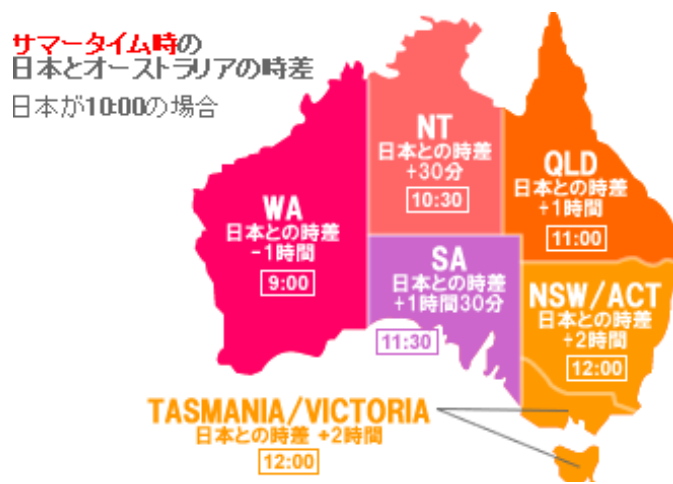 サマータイム時の
日本とオーストラリアの時差
日本が10:00の場合
NT
日本との時差
+30分
10:30
QLD
日本との時差
+1時間
11:00
WA
日本との時差
-1時間
9:00
SA
日本との時差
+1時間30分
11:30
NSW/ACT
日本との時差
+2時間
12:00
TASMANIA/VICTORIA
日本との時差 +2時間
12:00